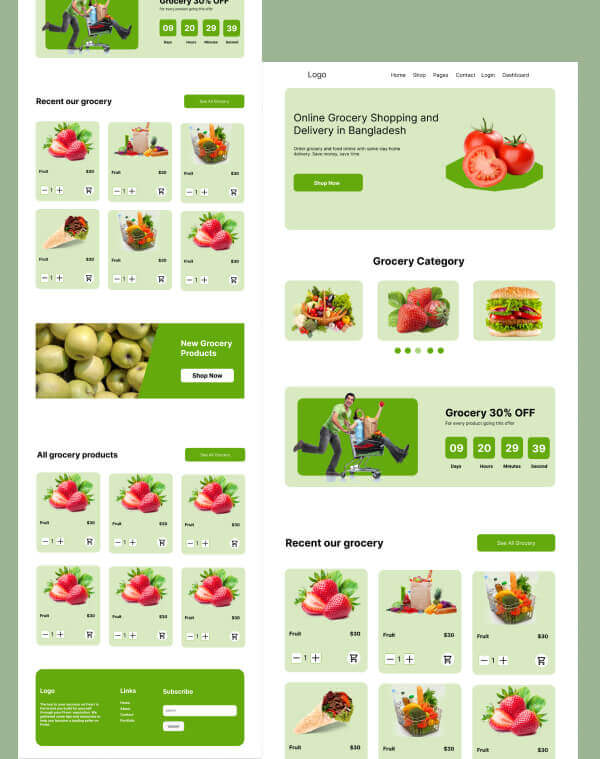 Grocery 30% OFF
For every product going this offer
09 20 29 39
Days Hours Minutes Second
Recent our grocery
See All Grocery
Fruit $30 Fruit $30 Fruit $30
1 1 1
Fruit $30 Fruit $30 Fruit $30
1 1 1
New Grocery
Products
Shop Now
All grocery products
See All Grocery
Fruit $30 Fruit $30 Fruit $30
1 1 1
Fruit $30 Fruit $30 Fruit $30
1 1 1
Logo
Links
Home
About
Contact
Portfolio
Subscribe
Logo
Home Shop Pages Contact Login Dashboard
Online Grocery Shopping and
Delivery in Bangladesh
Order grocery and food online with same-day home
delivery. Save money, save time.
Shop Now
Grocery Category
Grocery 30% OFF
For every product going this offer
09 20 29 39
Days Hours Minutes Second
Recent our grocery
See All Grocery
Fruit $30 Fruit $30 Fruit $30
1 1 1
Fruit $30 Fruit $30 Fruit $30